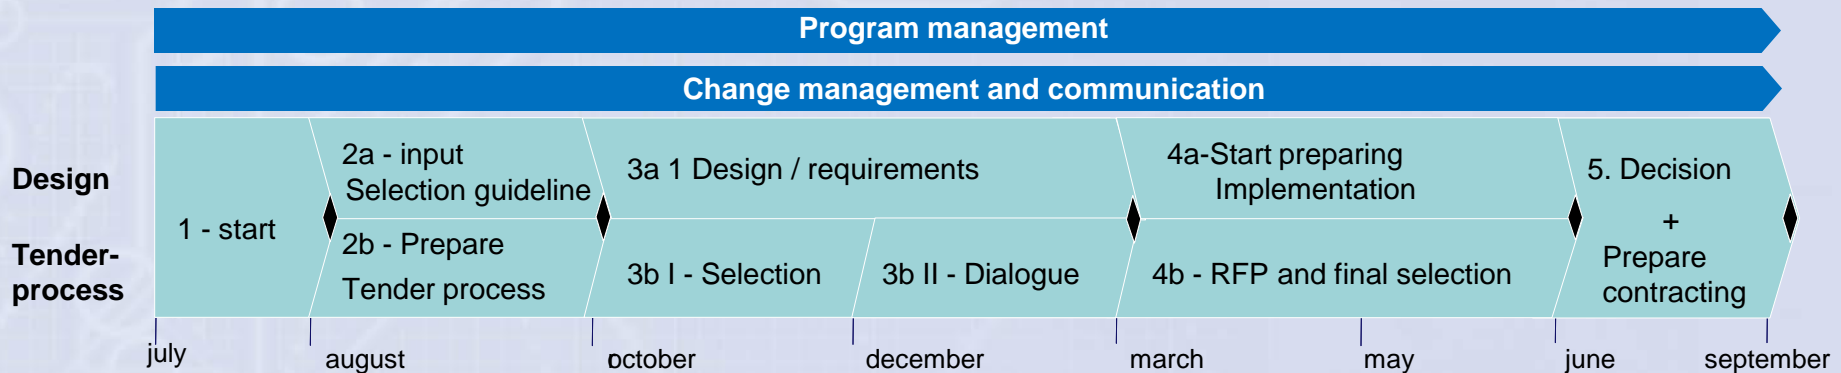 Program management
Change management and communication
Design
Tender-
process
1 - start
2a - input
Selection guideline
2b - Prepare
Tender process
3a 1 Design / requirements
3b I - Selection
3b II - Dialogue
4a-Start preparing
Implementation
4b - RFP and final selection
5. Decision
+
Prepare
contracting
july
august
october
december
march
may
june
september